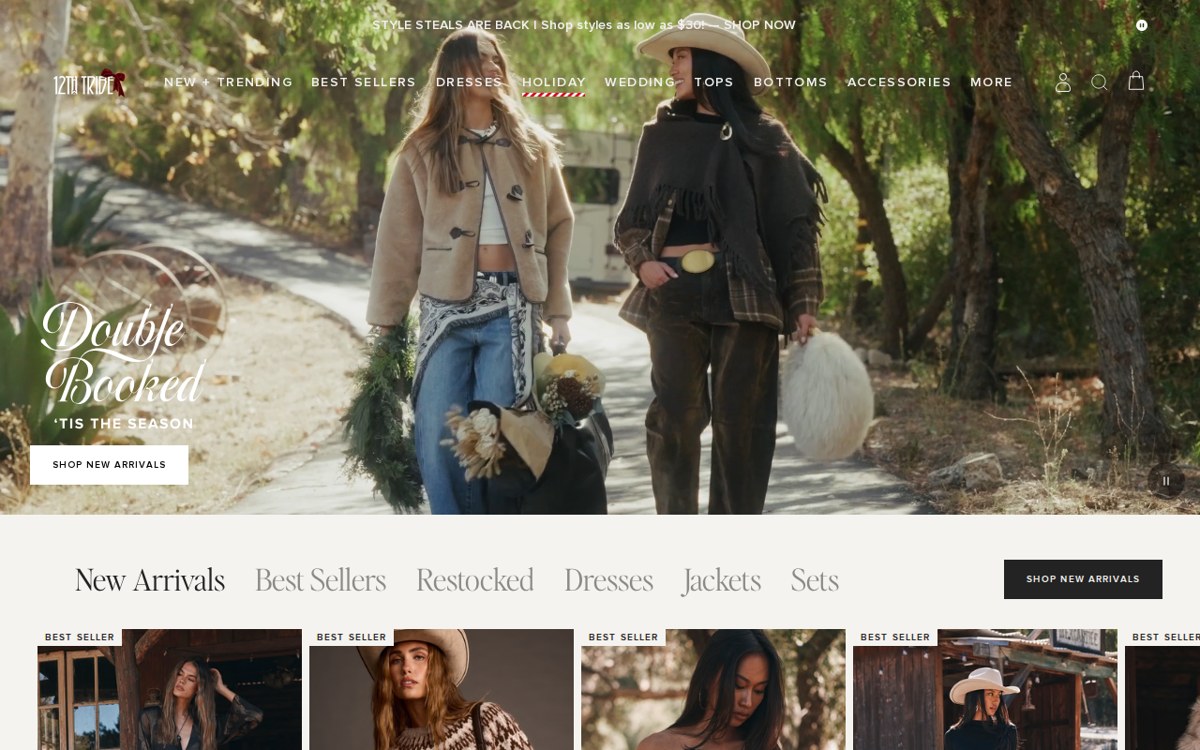 STYLE STEALS ARE BACK | Shop styles as low as $30! — SHOP NOW
12TH TRIBE
NEW + TRENDING BEST SELLERS DRESSES HOLIDAY WEDDING TOPS BOTTOMS ACCESSORIES MORE
Double
Booked
‘TIS THE SEASON
SHOP NEW ARRIVALS
New Arrivals Best Sellers Restocked Dresses Jackets Sets
SHOP NEW ARRIVALS
BEST SELLER BEST SELLER BEST SELLER BEST SELLER BEST SELLER